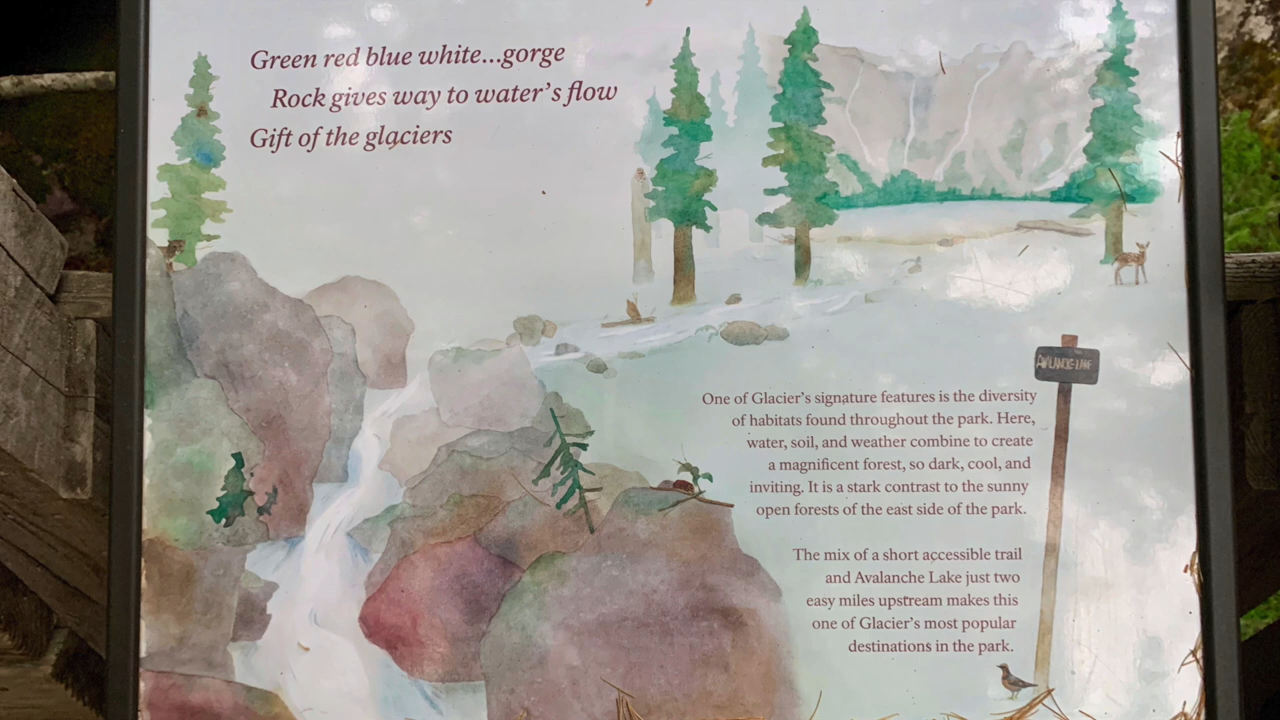 Green red blue white...gorge
Rock gives way to water's flow
Gift of the glaciers
AVALANCHE LAKE
One of Glacier's signature features is the diversity
of habitats found throughout the park. Here,
water, soil, and weather combine to create
a magnificent forest, so dark, cool, and
inviting. It is a stark contrast to the sunny
open forests of the east side of the park.
The mix of a short accessible trail
and Avalanche Lake just two
easy miles upstream makes this
one of Glacier's most popular
destinations in the park.